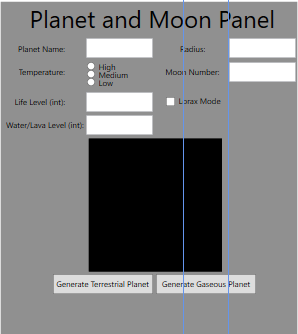 Planet and Moon Panel
Planet Name:
Radius:
Temperature:
High
Medium
Low
Moon Number:
Life Level (int):
Lorax Mode
Water/Lava Level (int):
Generate Terrestrial Planet
Generate Gaseous Planet